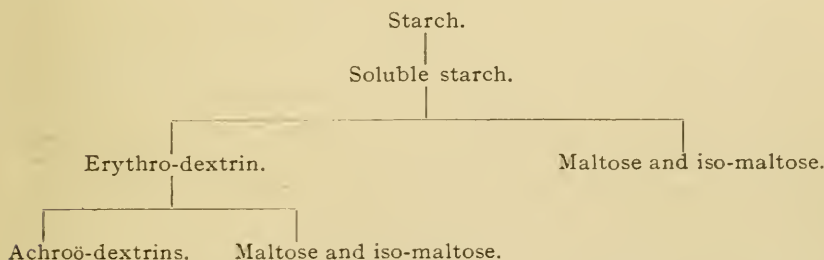 Starch.
Soluble starch.
Erythro-dextrin. Maltose and iso-maltose.
Achroö-dextrins. Maltose and iso-maltose.